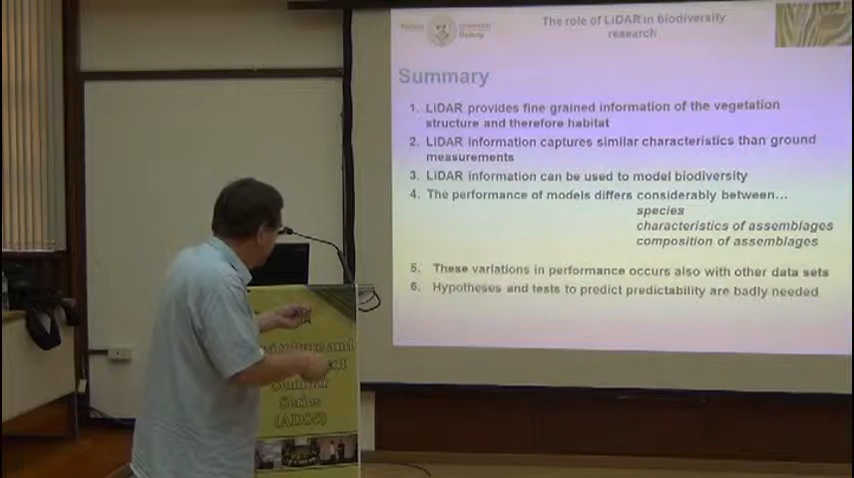 The role of LiDAR in biodiversity
research
Summary
1. LiDAR provides fine grained information of the vegetation
structure and therefore habitat
2. LiDAR Information captures similar characteristics than ground
measurements
3. LiDAR information can be used to model biodiversity
4. The performance of models differs considerably between...
species
characteristics of assemblages
composition of assemblages
5. These variations in performance occurs also with other data sets
6. Hypotheses and tests to predict predictability are badly needed
and
Seminar
Series